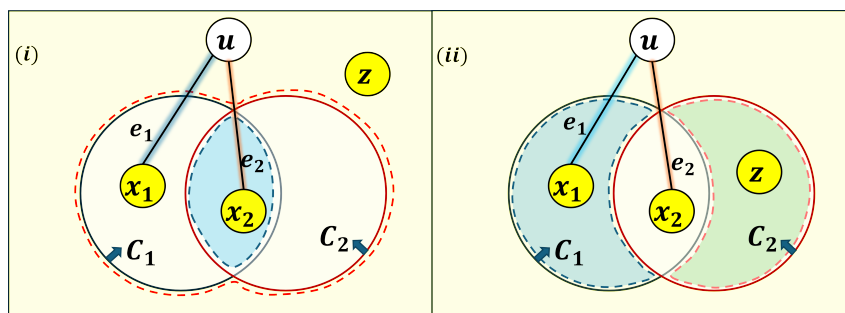 (i)
u
z
e₁
e₂
x₁
x₂
C₁
C₂
(ii)
u
e₁
e₂
x₁
x₂
z
C₁
C₂